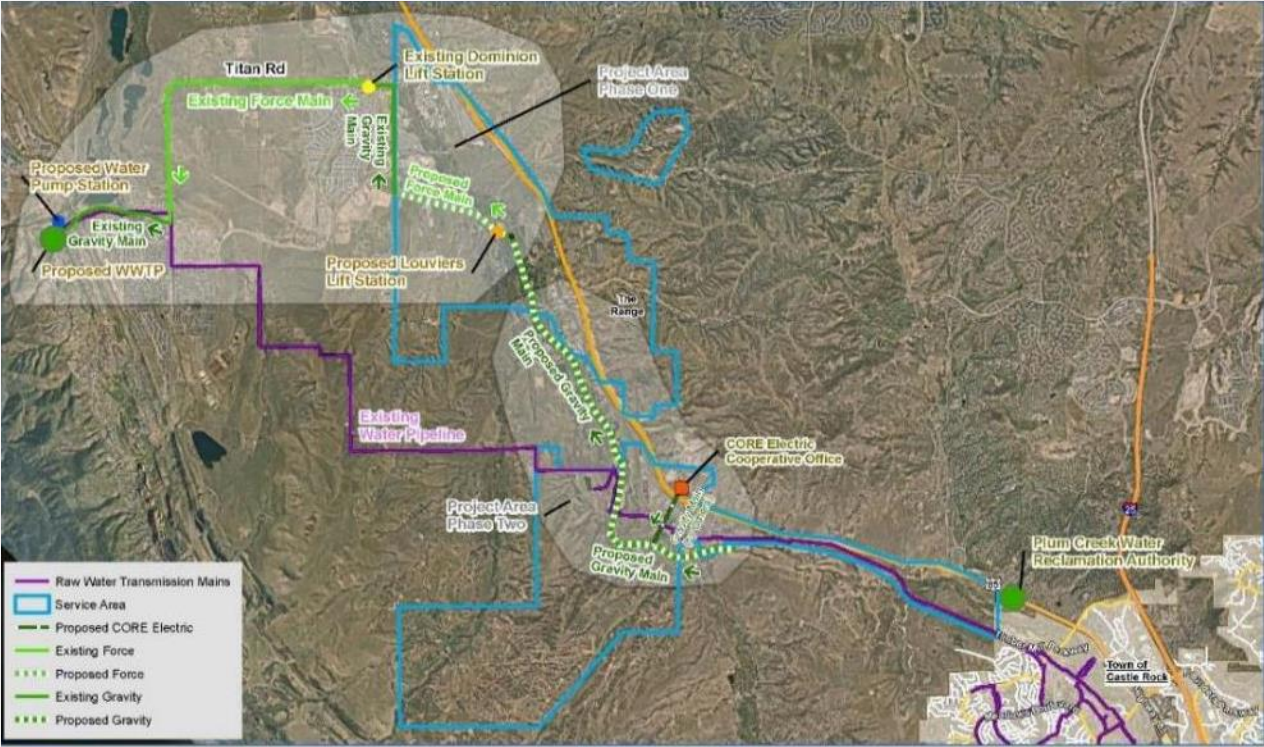 Titan Rd
Existing Dominion
Lift Station
Project Area
Phase One
Existing Force Main
Existing
Gravity
Main
Proposed Water
Pump Station
Proposed
Force Main
Existing
Gravity Main
Proposed WWTP
Proposed Louviers
Lift Station
The
Range
Proposed Gravity
Main
Existing
Water Pipeline
CORE Electric
Cooperative Office
Project Area
Phase Two
Proposed
Gravity Main
Plum Creek Water
Reclamation Authority
25
85
Town of
Castle Rock
Parkway
Raw Water Transmission Mains
Service Area
Proposed CORE Electric
Existing Force
Proposed Force
Existing Gravity
Proposed Gravity